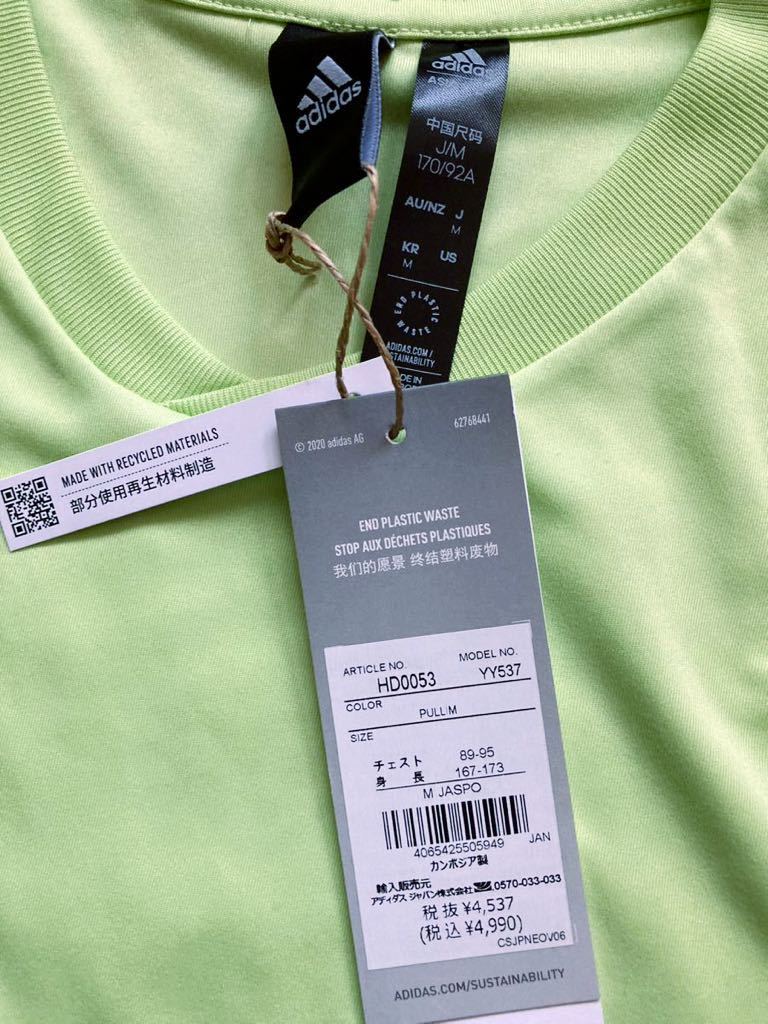 adidas
adidas
中国尺码
J/M
170/92A
AU/NZ J
M
KR US
M
END PLASTIC WASTE
ADIDAS.COM/
SUSTAINABILITY
MADE WITH RECYCLED MATERIALS
部分使用再生材料制造
© 2020 adidas AG
62768441
END PLASTIC WASTE
STOP AUX DÉCHETS PLASTIQUES
我们的愿景 终结塑料废物
ARTICLE NO. MODEL NO.
HD0053 YY537
COLOR
PULLIM
SIZE
チェスト 89-95
身長 167-173
M JASPO
4065425505949 JAN
カンボジア製
輸入販売元
アディダス ジャパン株式会社 0570-033-033
税抜 ¥4,537
(税込 ¥4,990)
CSJPNEOV06
ADIDAS.COM/SUSTAINABILITY